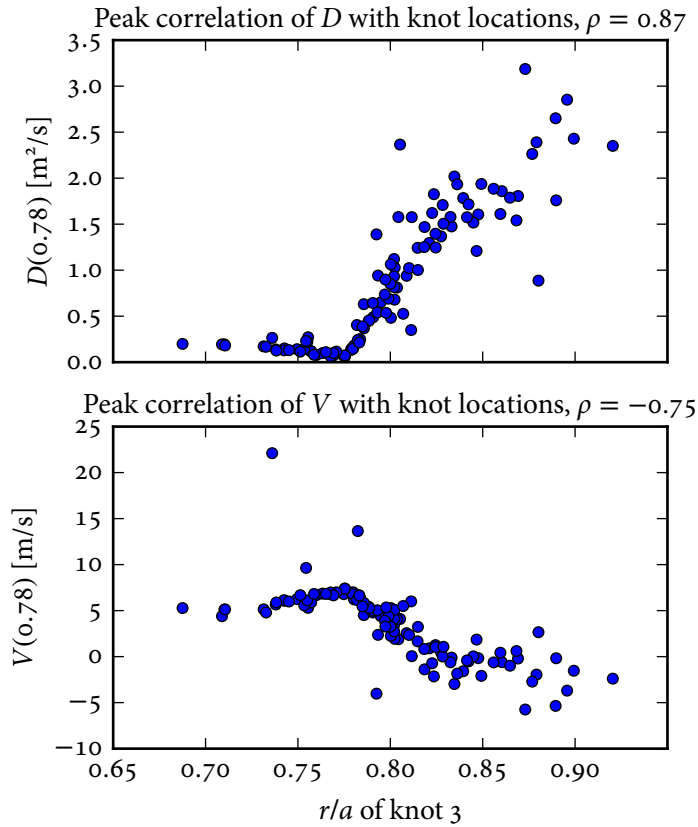 Peak correlation of D with knot locations, ρ = 0.87
3.5
3.0
2.5
2.0
1.5
1.0
0.5
0.0
D(0.78) [m²/s]
Peak correlation of V with knot locations, ρ = −0.75
25
20
15
10
5
0
−5
−10
V(0.78) [m/s]
0.65 0.70 0.75 0.80 0.85 0.90
r/a of knot 3